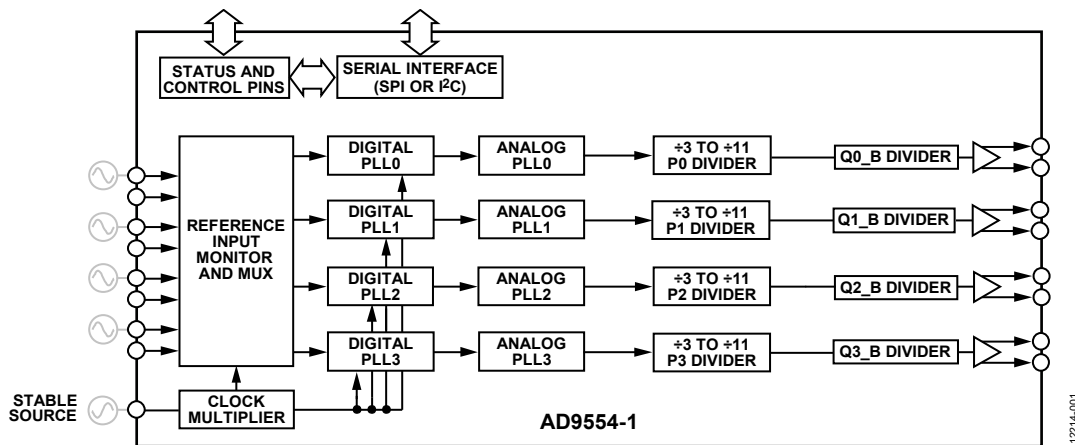 STATUS AND
CONTROL PINS
SERIAL INTERFACE
(SPI OR I²C)
REFERENCE
INPUT
MONITOR
AND MUX
DIGITAL
PLL0
ANALOG
PLL0
÷3 TO ÷11
P0 DIVIDER
Q0_B DIVIDER
DIGITAL
PLL1
ANALOG
PLL1
÷3 TO ÷11
P1 DIVIDER
Q1_B DIVIDER
DIGITAL
PLL2
ANALOG
PLL2
÷3 TO ÷11
P2 DIVIDER
Q2_B DIVIDER
DIGITAL
PLL3
ANALOG
PLL3
÷3 TO ÷11
P3 DIVIDER
Q3_B DIVIDER
STABLE
SOURCE
CLOCK
MULTIPLIER
AD9554-1
12214-001